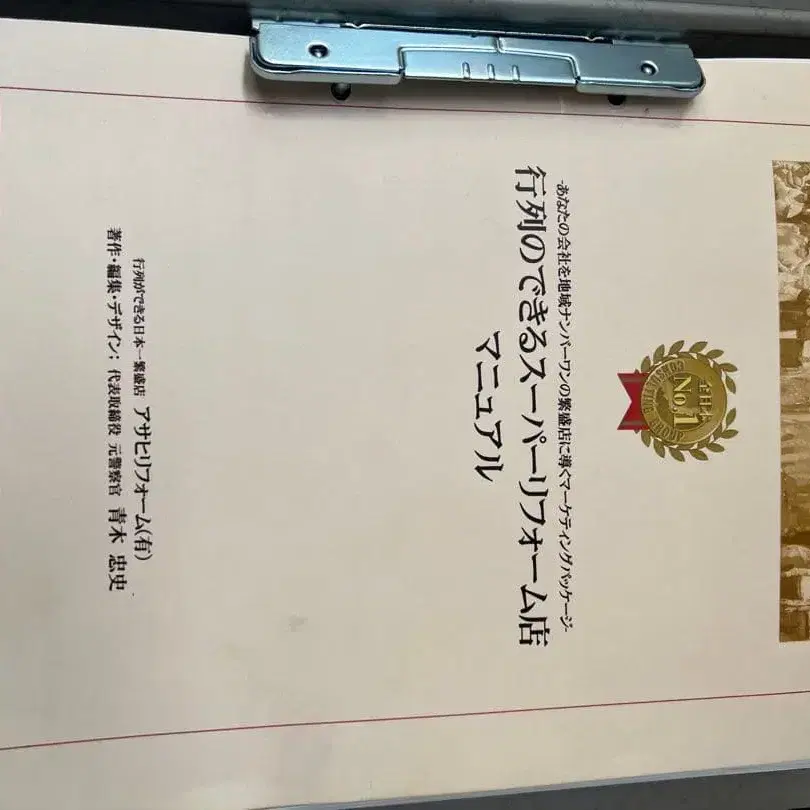 全日本
No.1
-あなたの会社を地域ナンバーワンの繁盛店に導くマーケティングパッケージ-
行列のできるスーパーリフォーム店
マニュアル
行列ができる日本一繁盛店 アサヒリフォーム(有)
著作・編集・デザイン; 代表取締役 元警察官 青木 忠史